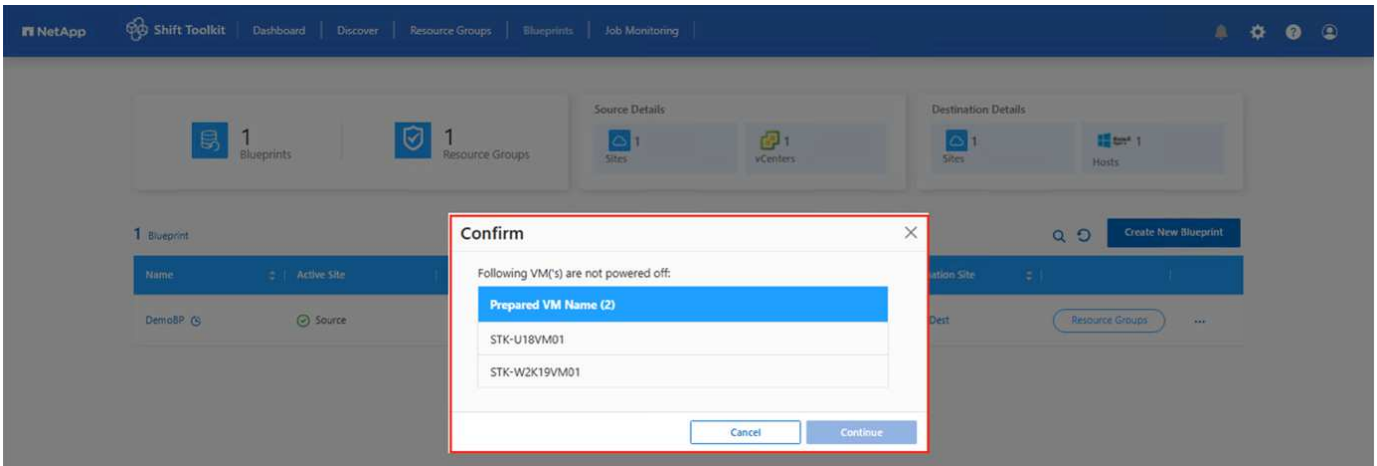 NetApp
Shift Toolkit
Dashboard
Discover
Resource Groups
Blueprints
Job Monitoring
1
Blueprints
1
Resource Groups
Source Details
1
Sites
1
vCenters
Destination Details
1
Sites
1
Hosts
1 Blueprint
Create New Blueprint
Name
Active Site
ation Site
DemoBP
Source
Dest
Resource Groups
Confirm
Following VM('s) are not powered off:
Prepared VM Name (2)
STK-U18VM01
STK-W2K19VM01
Cancel
Continue